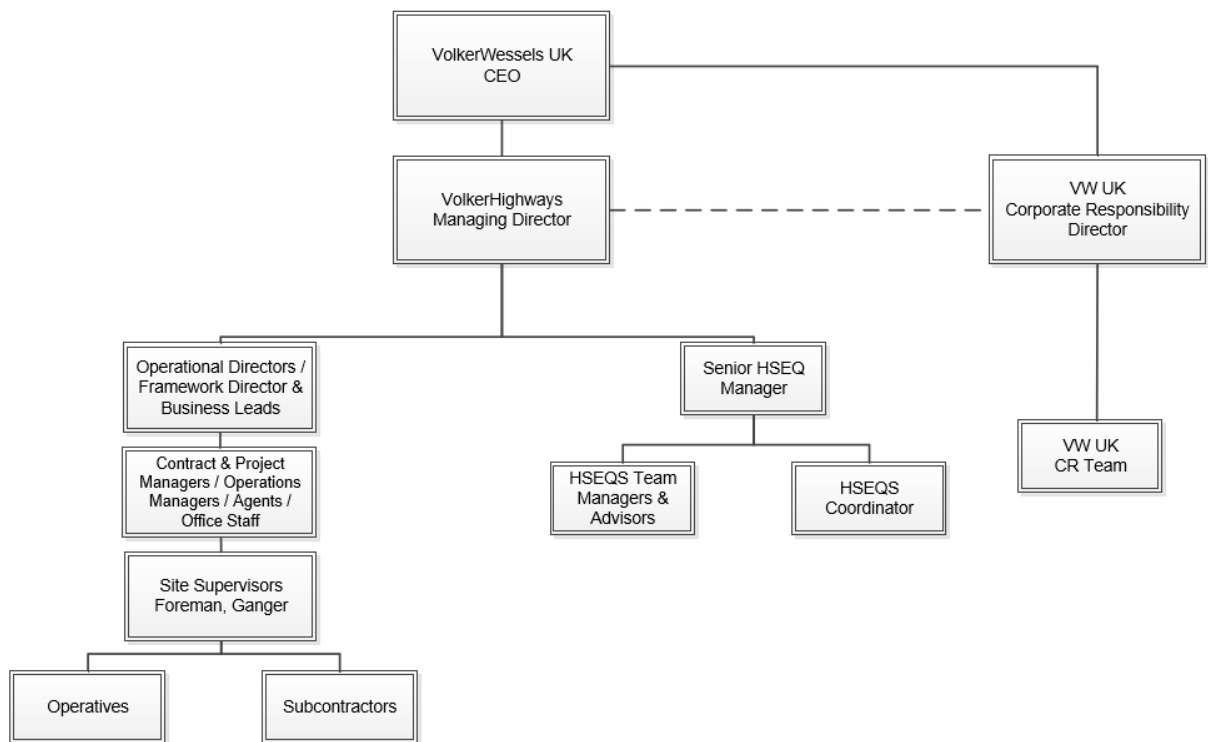 VolkerWessels UK
CEO
VolkerHighways
Managing Director
VW UK
Corporate Responsibility
Director
Operational Directors /
Framework Director &
Business Leads
Senior HSEQ
Manager
Contract & Project
Managers / Operations
Managers / Agents /
Office Staff
HSEQS Team
Managers &
Advisors
HSEQS
Coordinator
VW UK
CR Team
Site Supervisors
Foreman, Ganger
Operatives
Subcontractors